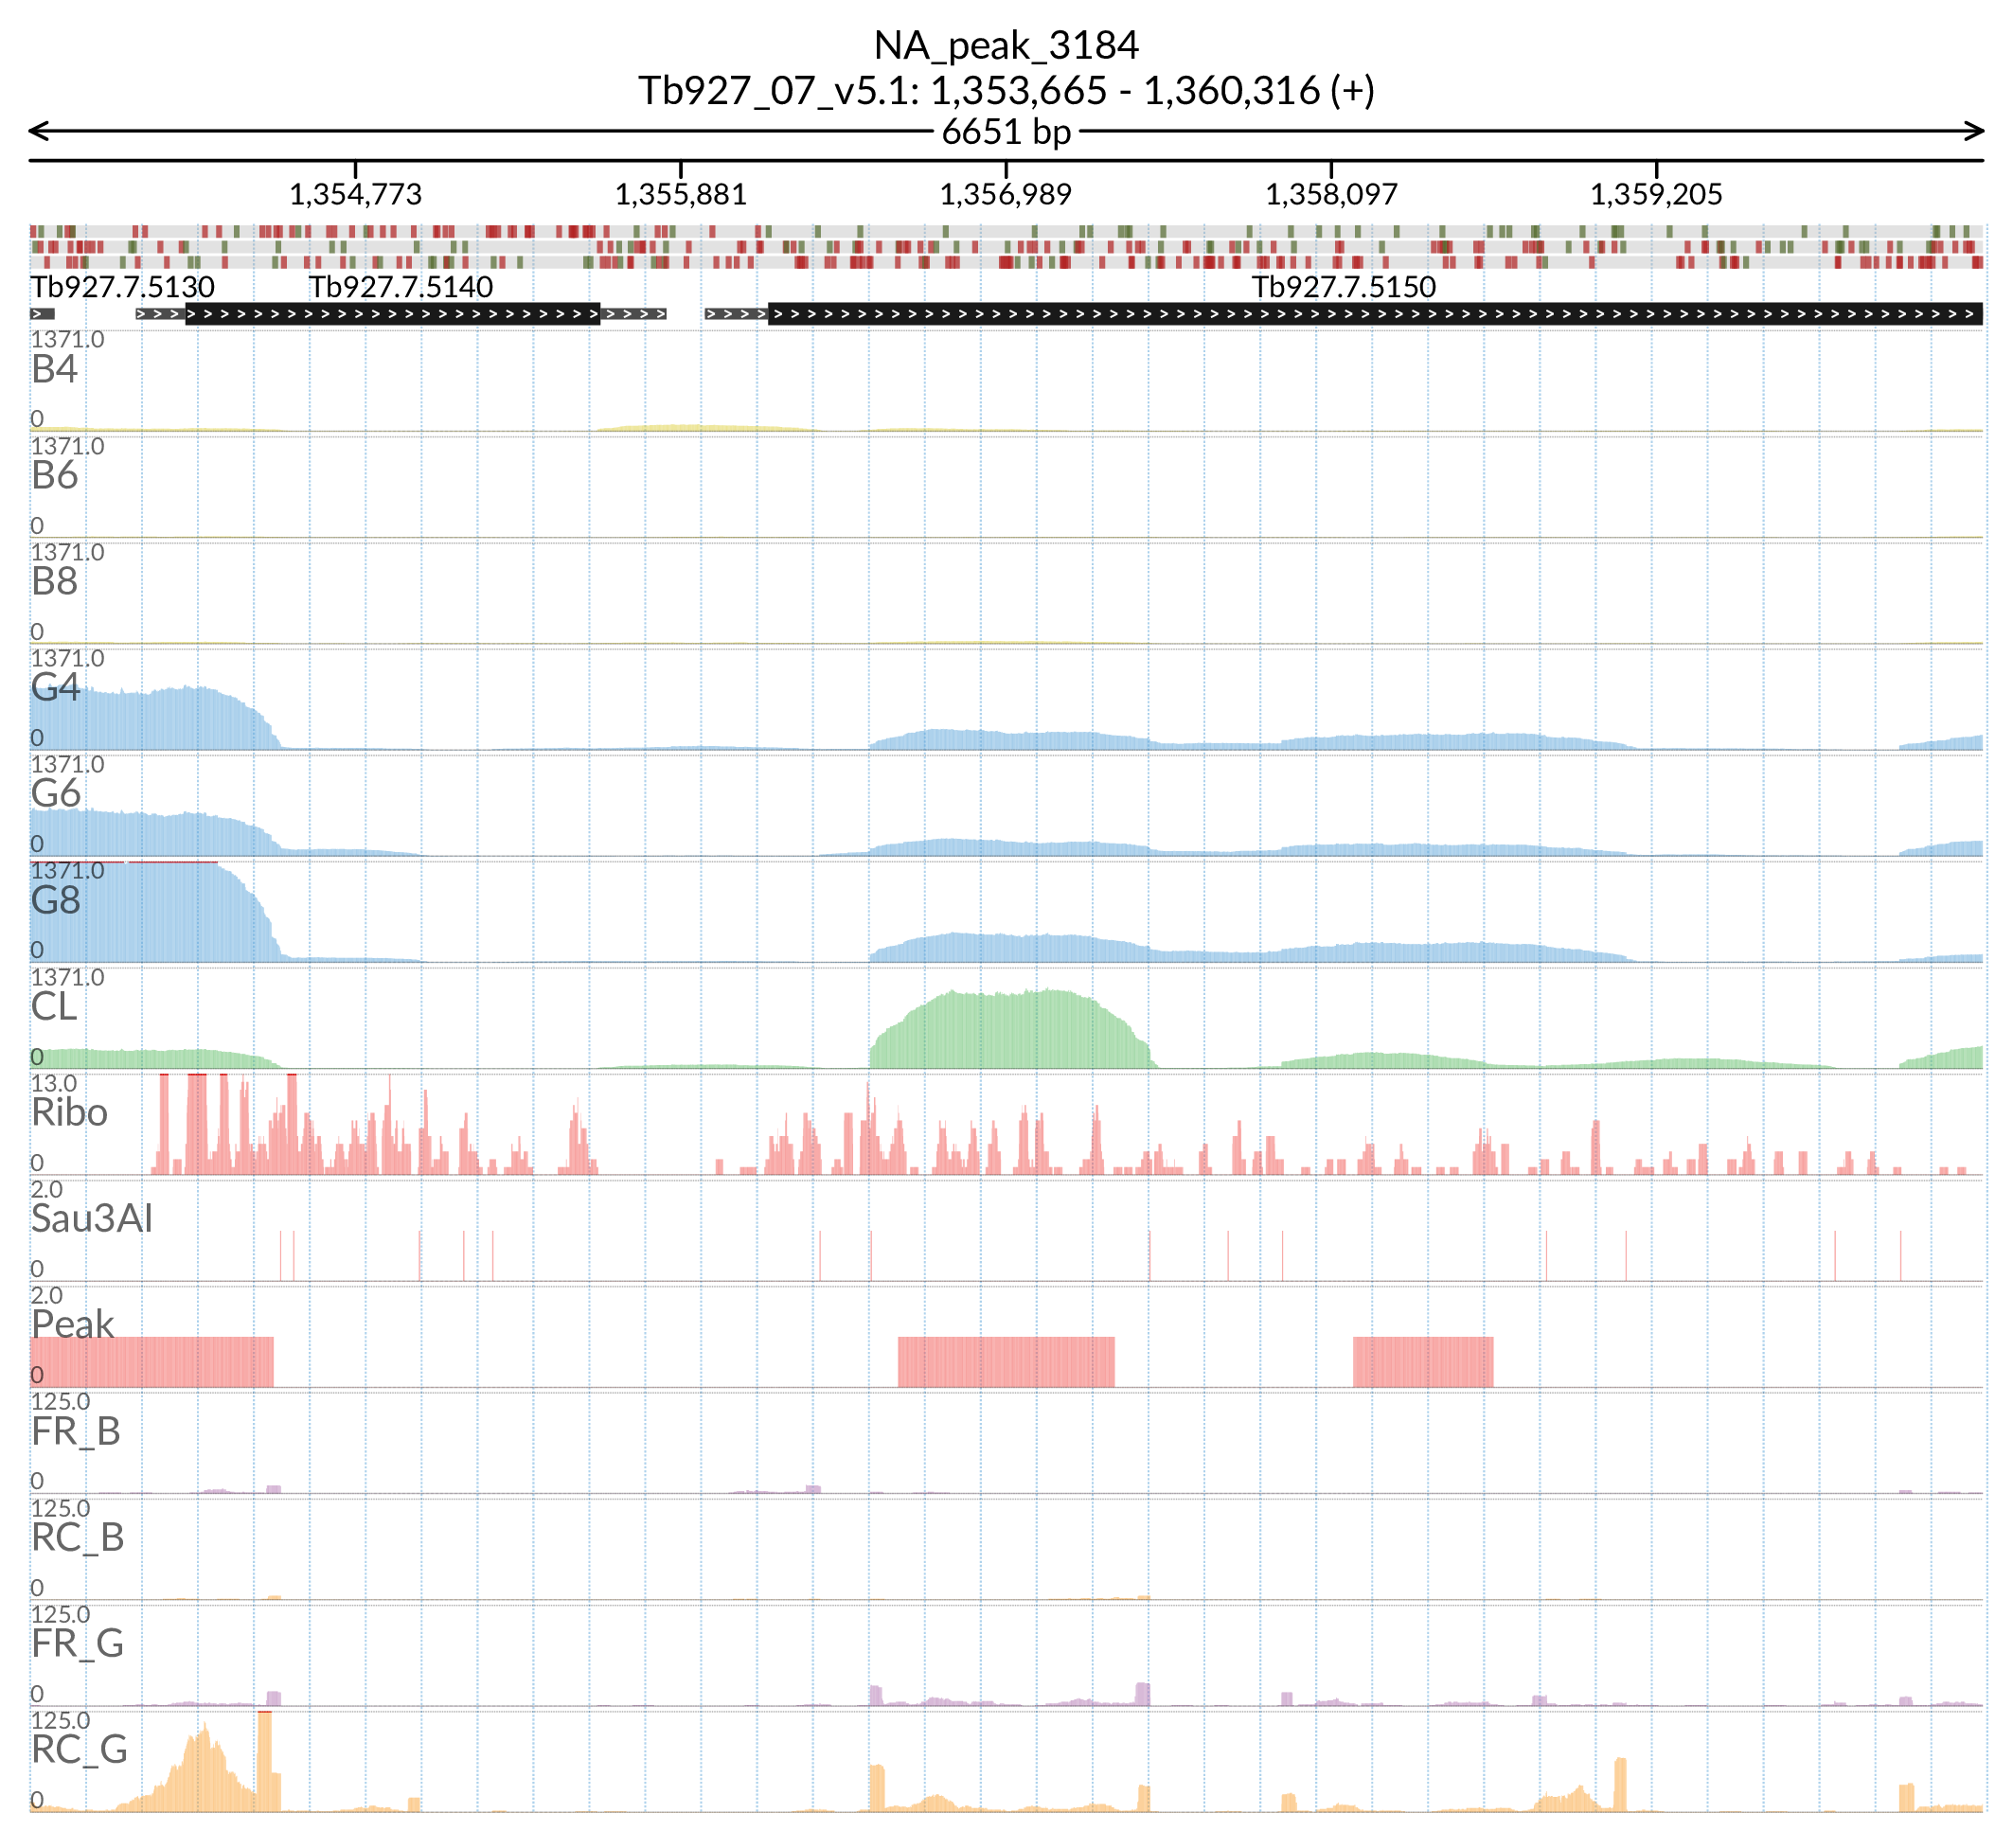 NA_peak_3184
Tb927_07_v5.1: 1,353,665 - 1,360,316 (+)
6651 bp
1,354,773 1,355,881 1,356,989 1,358,097 1,359,205
Tb927.7.5130 Tb927.7.5140 Tb927.7.5150
1371.0
B4
0
1371.0
B6
0
1371.0
B8
0
1371.0
G4
0
1371.0
G6
0
1371.0
G8
0
1371.0
CL
0
13.0
Ribo
0
2.0
Sau3AI
0
2.0
Peak
0
125.0
FR_B
0
125.0
RC_B
0
125.0
FR_G
0
125.0
RC_G
0